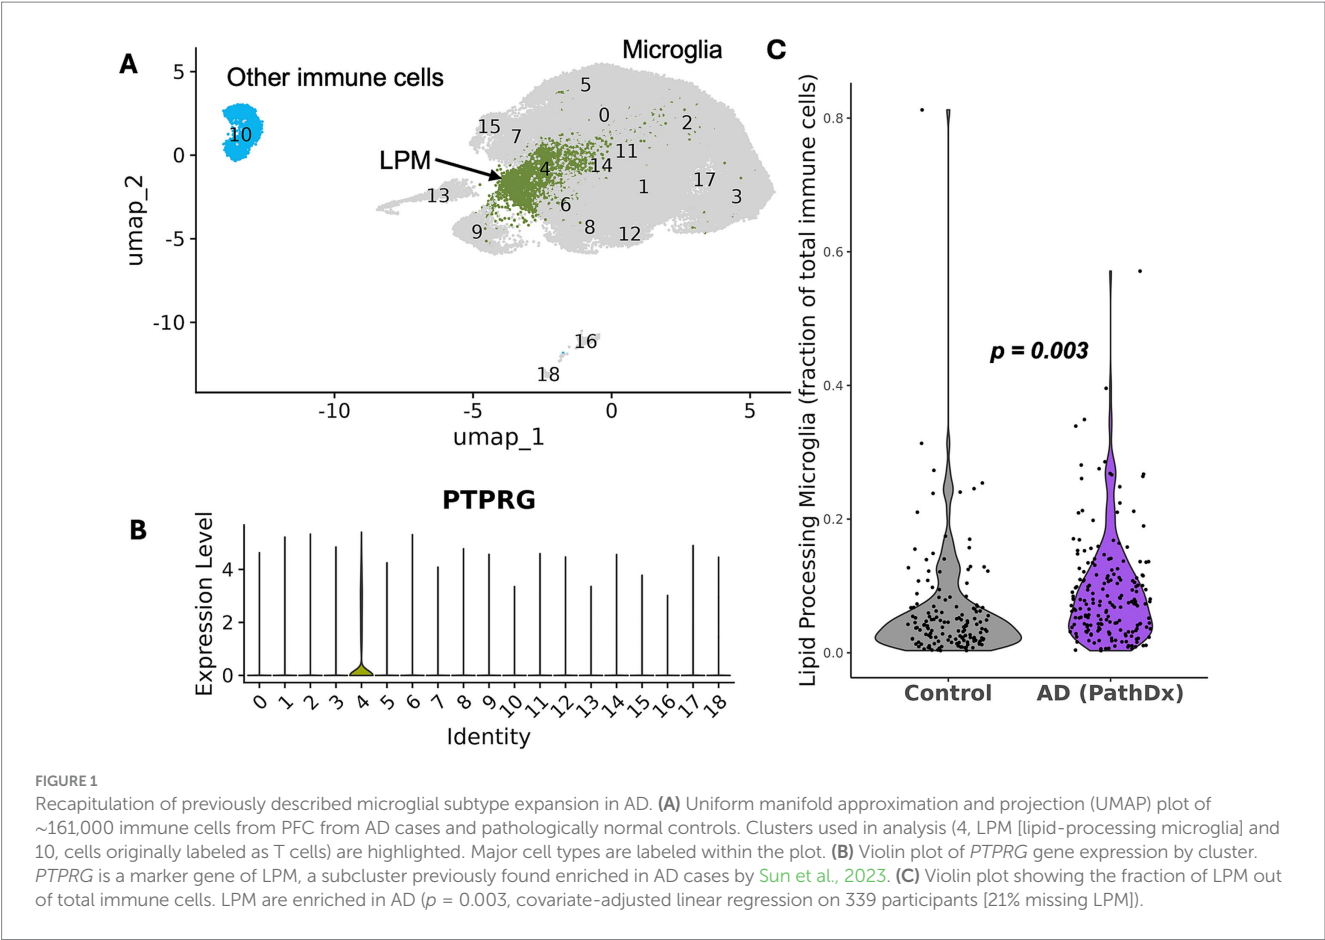 A
Other immune cells
Microglia
5
0
-5
-10
umap_2
10
5
0
2
15
7
11
LPM
4
14
1
17
13
3
6
9
8
12
16
18
-10
-5
0
5
umap_1
B
PTPRG
Expression Level
4
2
0
0
1
2
3
4
5
6
7
8
9
10
11
12
13
14
15
16
17
18
Identity
C
Lipid Processing Microglia (fraction of total immune cells)
0.8
0.6
0.4
0.2
0.0
p = 0.003
Control
AD (PathDx)
FIGURE 1
Recapitulation of previously described microglial subtype expansion in AD. (A) Uniform manifold approximation and projection (UMAP) plot of
~161,000 immune cells from PFC from AD cases and pathologically normal controls. Clusters used in analysis (4, LPM [lipid-processing microglia] and
10, cells originally labeled as T cells) are highlighted. Major cell types are labeled within the plot. (B) Violin plot of PTPRG gene expression by cluster.
PTPRG is a marker gene of LPM, a subcluster previously found enriched in AD cases by Sun et al., 2023. (C) Violin plot showing the fraction of LPM out
of total immune cells. LPM are enriched in AD (p = 0.003, covariate-adjusted linear regression on 339 participants [21% missing LPM]).